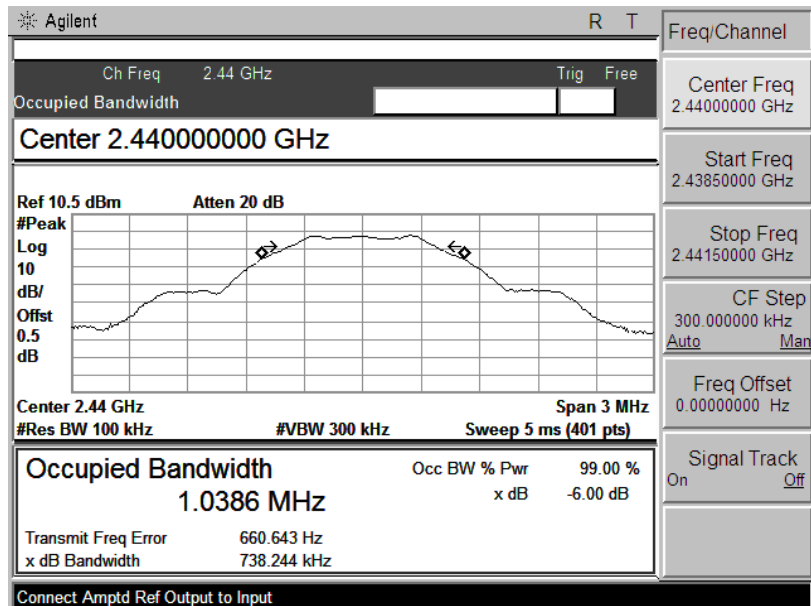 Agilent R T
Freq/Channel
Ch Freq 2.44 GHz Trig Free
Occupied Bandwidth
Center 2.440000000 GHz
Ref 10.5 dBm Atten 20 dB
#Peak
Log
10
dB/
Offst
0.5
dB
Center 2.44 GHz Span 3 MHz
#Res BW 100 kHz #VBW 300 kHz Sweep 5 ms (401 pts)
Occupied Bandwidth Occ BW % Pwr 99.00 %
1.0386 MHz x dB -6.00 dB
Transmit Freq Error 660.643 Hz
x dB Bandwidth 738.244 kHz
Connect Amptd Ref Output to Input
Center Freq
2.44000000 GHz
Start Freq
2.43850000 GHz
Stop Freq
2.44150000 GHz
CF Step
300.000000 kHz
Auto Man
Freq Offset
0.00000000 Hz
Signal Track
On Off